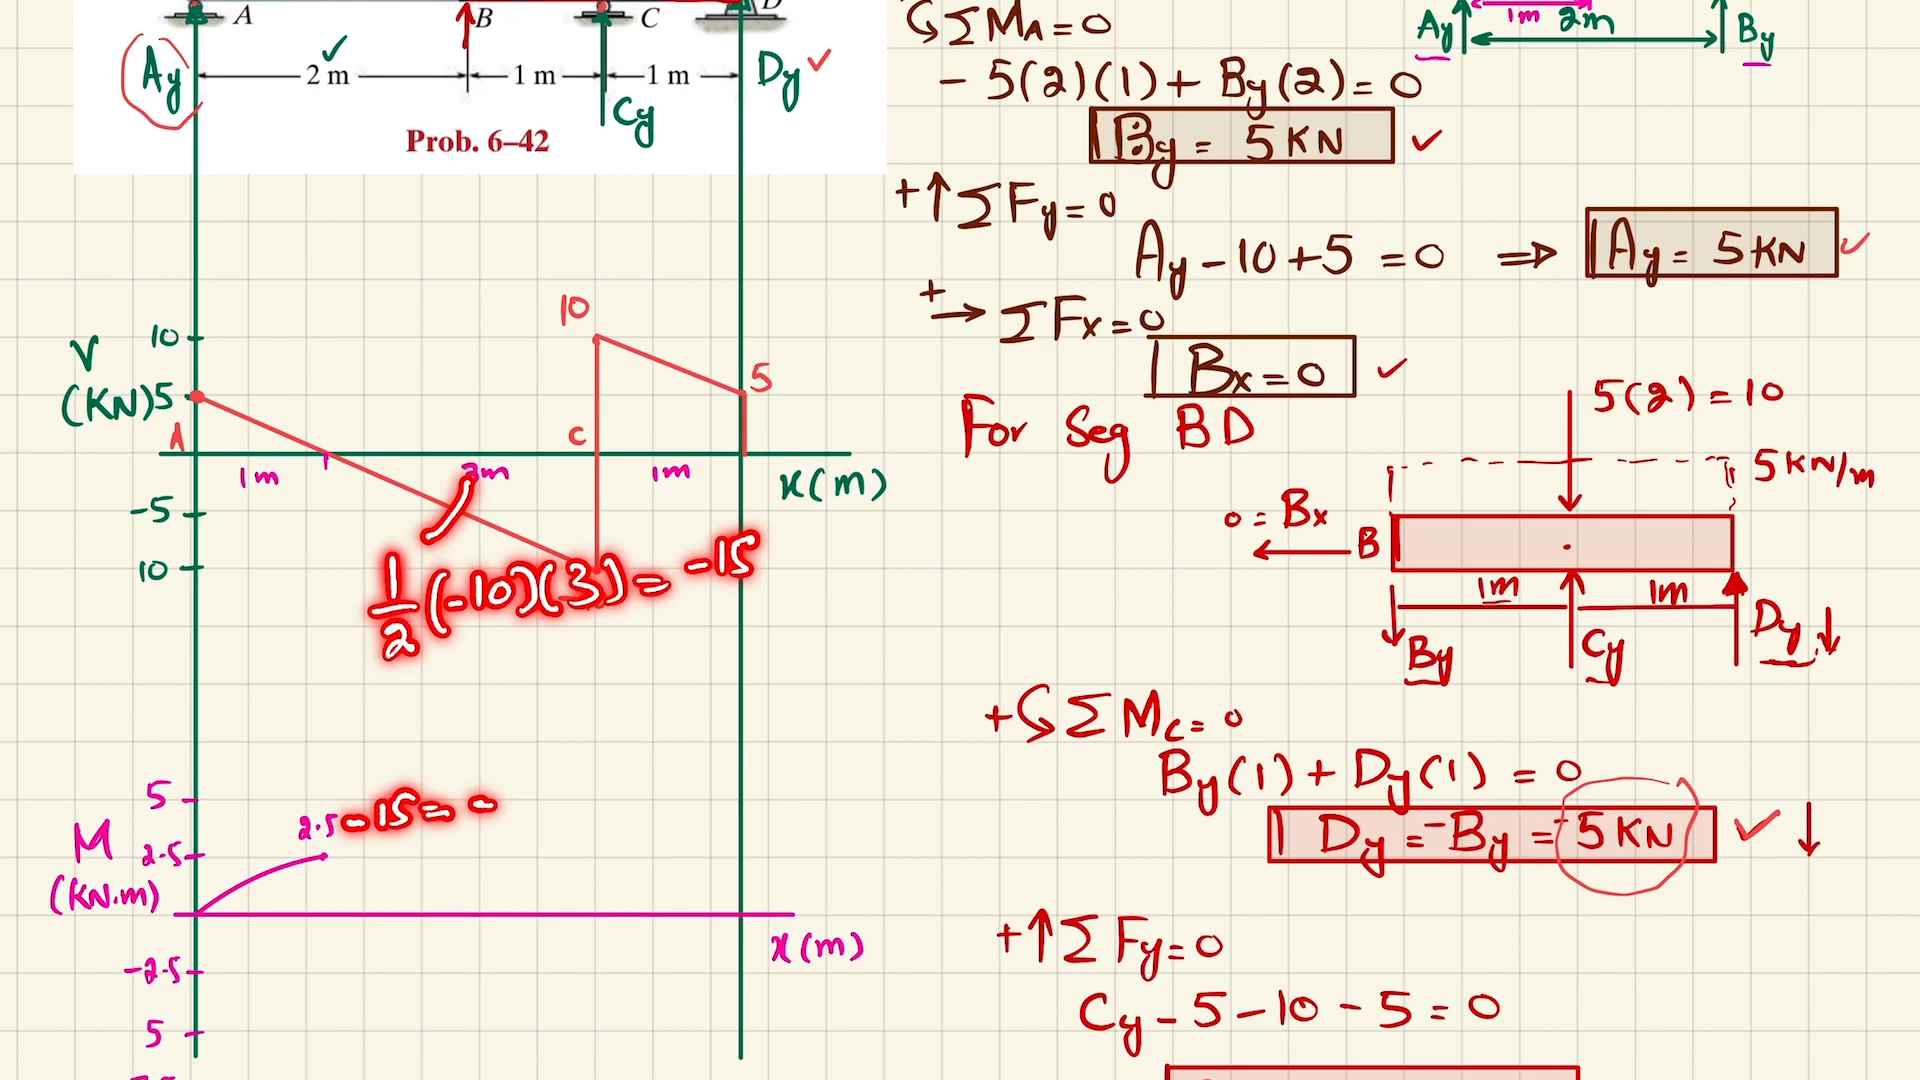 A B C D
Ay 2 m 1 m 1 m Dy
Cy
Prob. 6–42
V
(KN)
10
5
A
-5
10
10
C
5
1m
1m
x(m)
1/2 (-10)(3) = -15
M
(KN.m)
5
2.5
2.5 -15 = -
x(m)
-2.5
5
ΣMA = 0
- 5(2)(1) + By(2) = 0
By = 5 KN
+↑ ΣFy = 0
Ay - 10 + 5 = 0 ⇒ Ay = 5 KN
+→ ΣFx = 0
Bx = 0
Ay 1m 2m By
For Seg BD
5(2) = 10
5 KN/m
0 = Bx B
1m 1m
By Cy Dy ↓
+ ΣMC = 0
By(1) + Dy(1) = 0
Dy = -By = -5 KN ↓
+↑ ΣFy = 0
Cy - 5 - 10 - 5 = 0